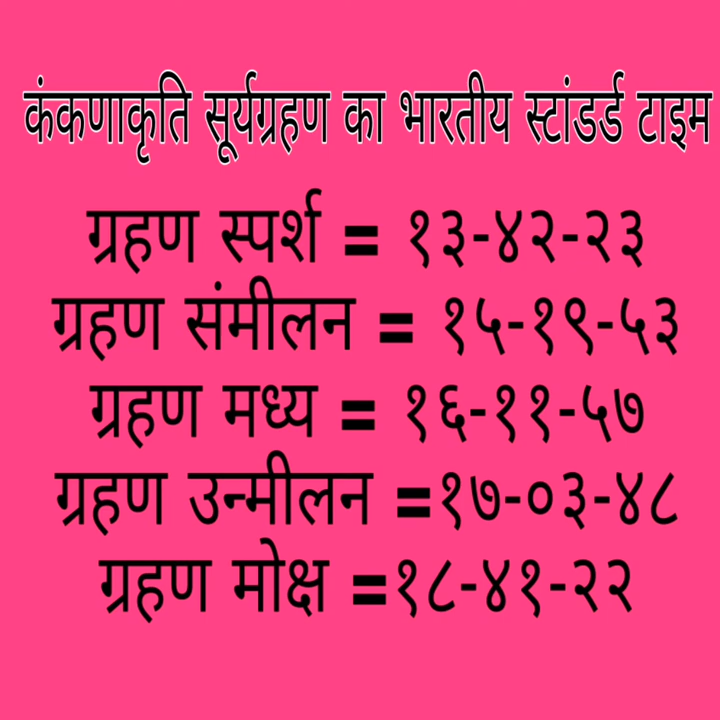 कंकणाकृति सूर्यग्रहण का भारतीय स्टांडर्ड टाइम
ग्रहण स्पर्श = १३-४२-२३
ग्रहण संमीलन = १५-१९-५३
ग्रहण मध्य = १६-११-५७
ग्रहण उन्मीलन =१७-०३-४८
ग्रहण मोक्ष =१८-४१-२२